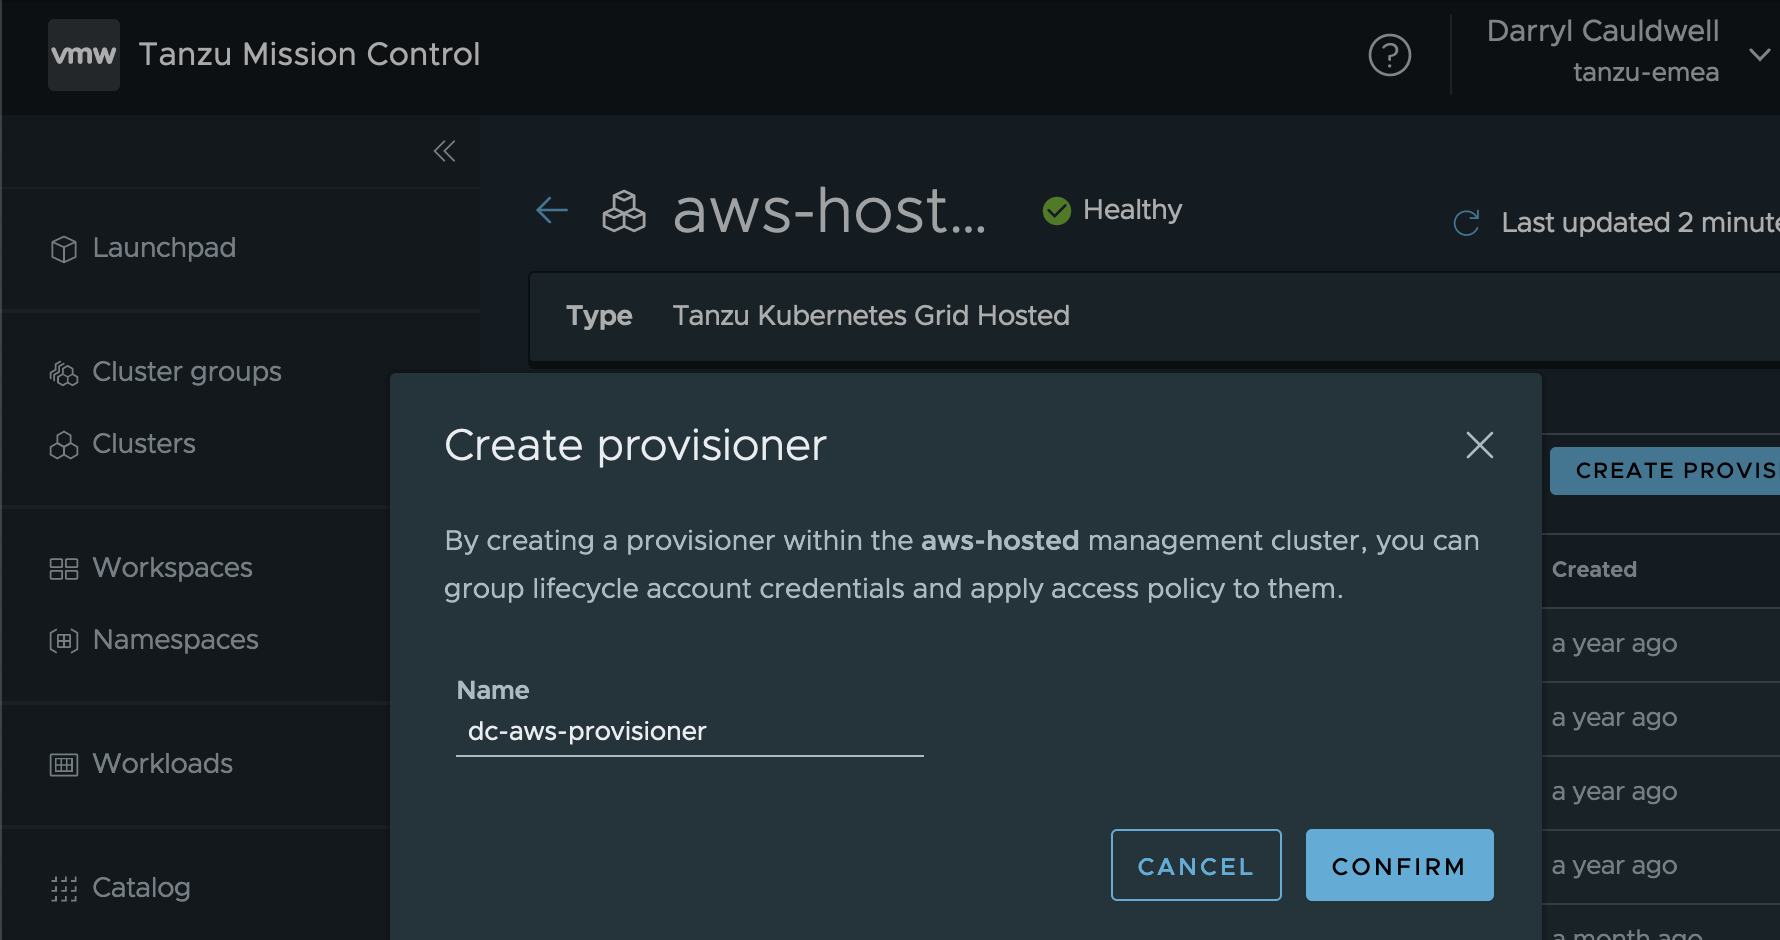 vmw Tanzu Mission Control
Darryl Cauldwell
tanzu-emea
Launchpad
Cluster groups
Clusters
Workspaces
Namespaces
Workloads
Catalog
aws-host...
Healthy
Last updated 2 minute
Type Tanzu Kubernetes Grid Hosted
CREATE PROVIS
Created
a year ago
a year ago
a year ago
a year ago
a month ago
Create provisioner
By creating a provisioner within the aws-hosted management cluster, you can
group lifecycle account credentials and apply access policy to them.
Name
dc-aws-provisioner
CANCEL
CONFIRM